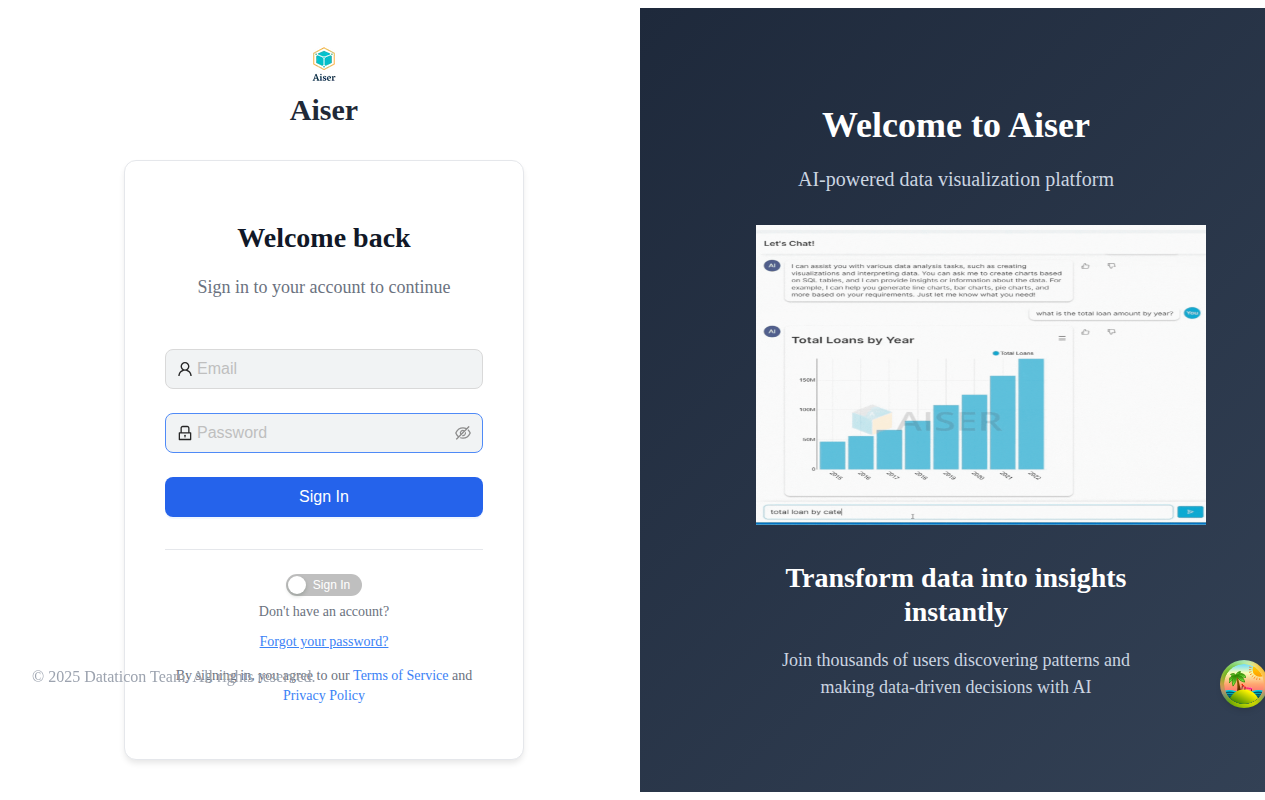 Aiser
Aiser
Welcome back
Sign in to your account to continue
Email
Password
Sign In
Sign In
Don't have an account?
Forgot your password?
By signing in, you agree to our Terms of Service and
Privacy Policy
© 2025 Dataticon Team. All rights reserved.
Welcome to Aiser
AI-powered data visualization platform
Let's Chat!
AI
I can assist you with various data analysis tasks, such as creating
visualizations and interpreting data. You can ask me to create charts based
on SQL tables, and I can provide insights or information about the data. For
example, I can help you generate line charts, bar charts, pie charts, and
more based on your requirements. Just let me know what you need!
what is the total loan amount by year?
You
AI
Total Loans by Year
Total Loans
150M
100M
50M
0
AISER
2015 2016 2017 2018 2019 2020 2021 2022
total loan by cate
Transform data into insights
instantly
Join thousands of users discovering patterns and
making data-driven decisions with AI